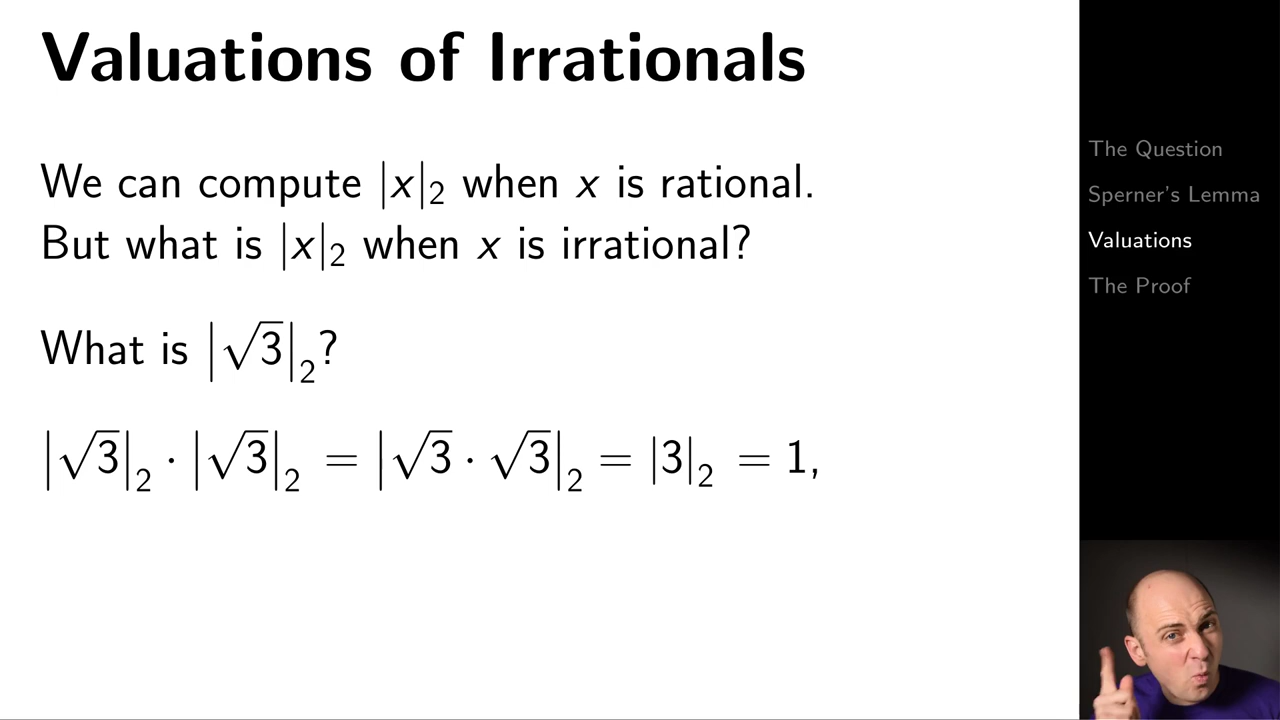 Valuations of Irrationals
We can compute |x|₂ when x is rational.
But what is |x|₂ when x is irrational?
What is |√3|₂?
|√3|₂ · |√3|₂ = |√3 · √3|₂ = |3|₂ = 1,
The Question
Sperner's Lemma
Valuations
The Proof